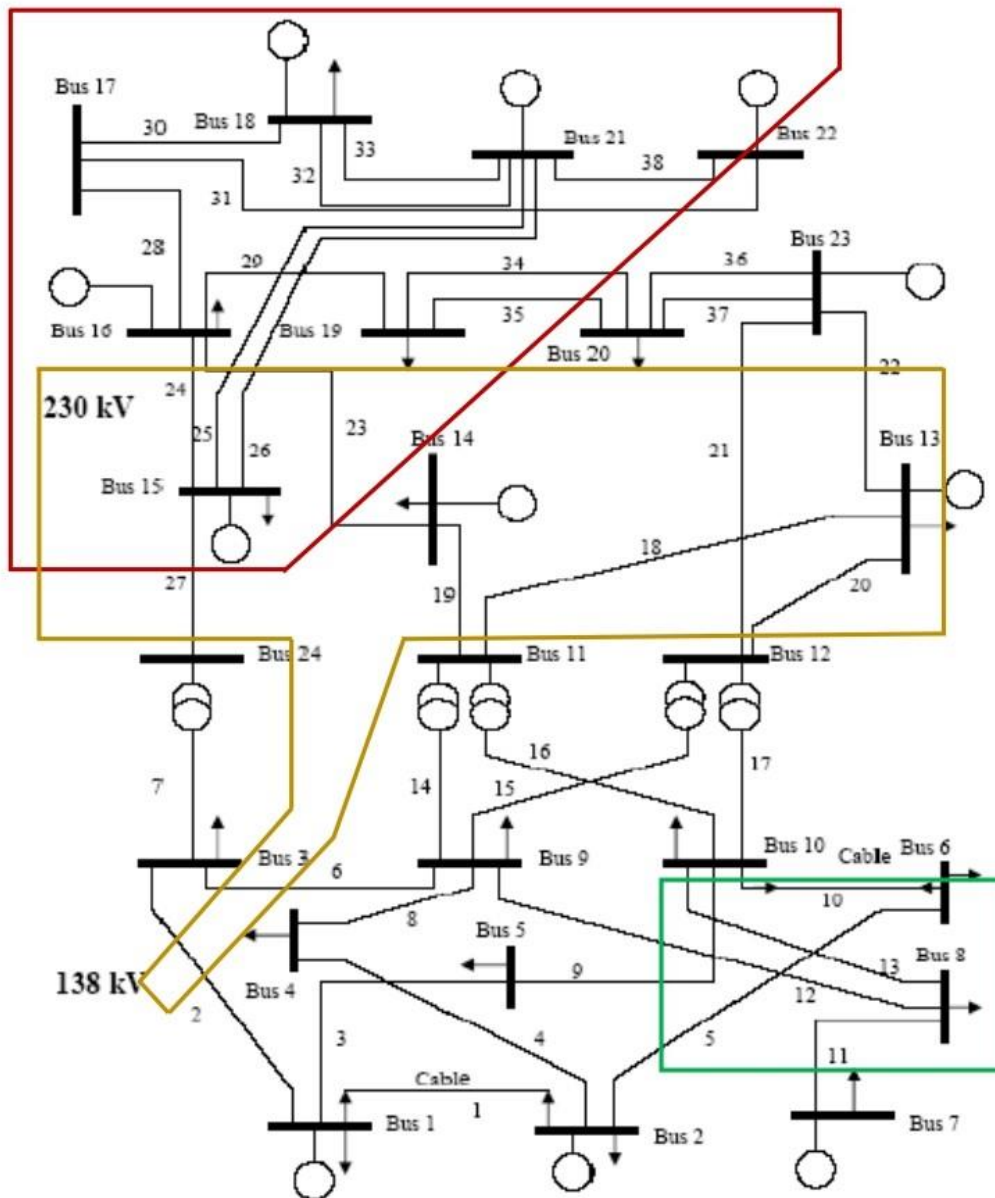 Bus 17
30
Bus 18
33
32
Bus 21
38
Bus 22
31
28
29
34
36
Bus 23
Bus 16
Bus 19
35
37
Bus 20
24
22
230 kV
25
26
23
Bus 14
21
Bus 13
Bus 15
18
27
19
20
Bus 24
Bus 11
Bus 12
7
14
15
16
17
Bus 3
6
Bus 9
Bus 10
Cable
Bus 6
10
8
Bus 5
Bus 8
138 kV
Bus 4
9
13
12
2
3
4
5
11
Cable
1
Bus 1
Bus 2
Bus 7